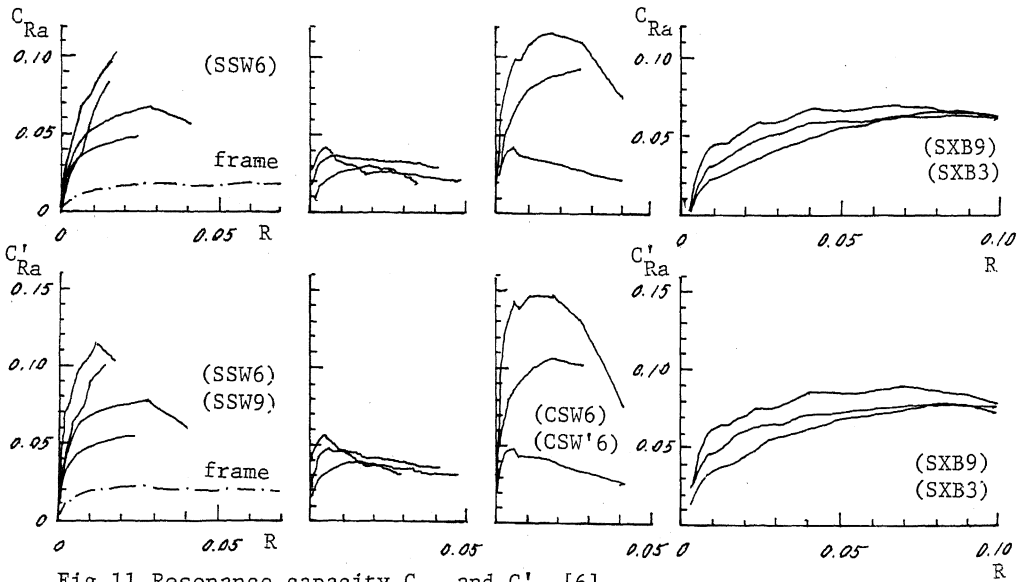 C_Ra
0.10
(SSW6)
0.05
frame
0
0
R
0.05
C_Ra
0.10
0.05
(SXB9)
(SXB3)
0
0.05
0.10
R
C'_Ra
0.15
0.10
(SSW6)
(SSW9)
0.05
frame
0
0
0.05
R
0.05
(CSW6)
(CSW'6)
0.05
C'_Ra
0.15
0.10
0.05
(SXB9)
(SXB3)
0.05
0.10
R
Fig.11 Resonance capacity C_Ra and C'_Ra [6]